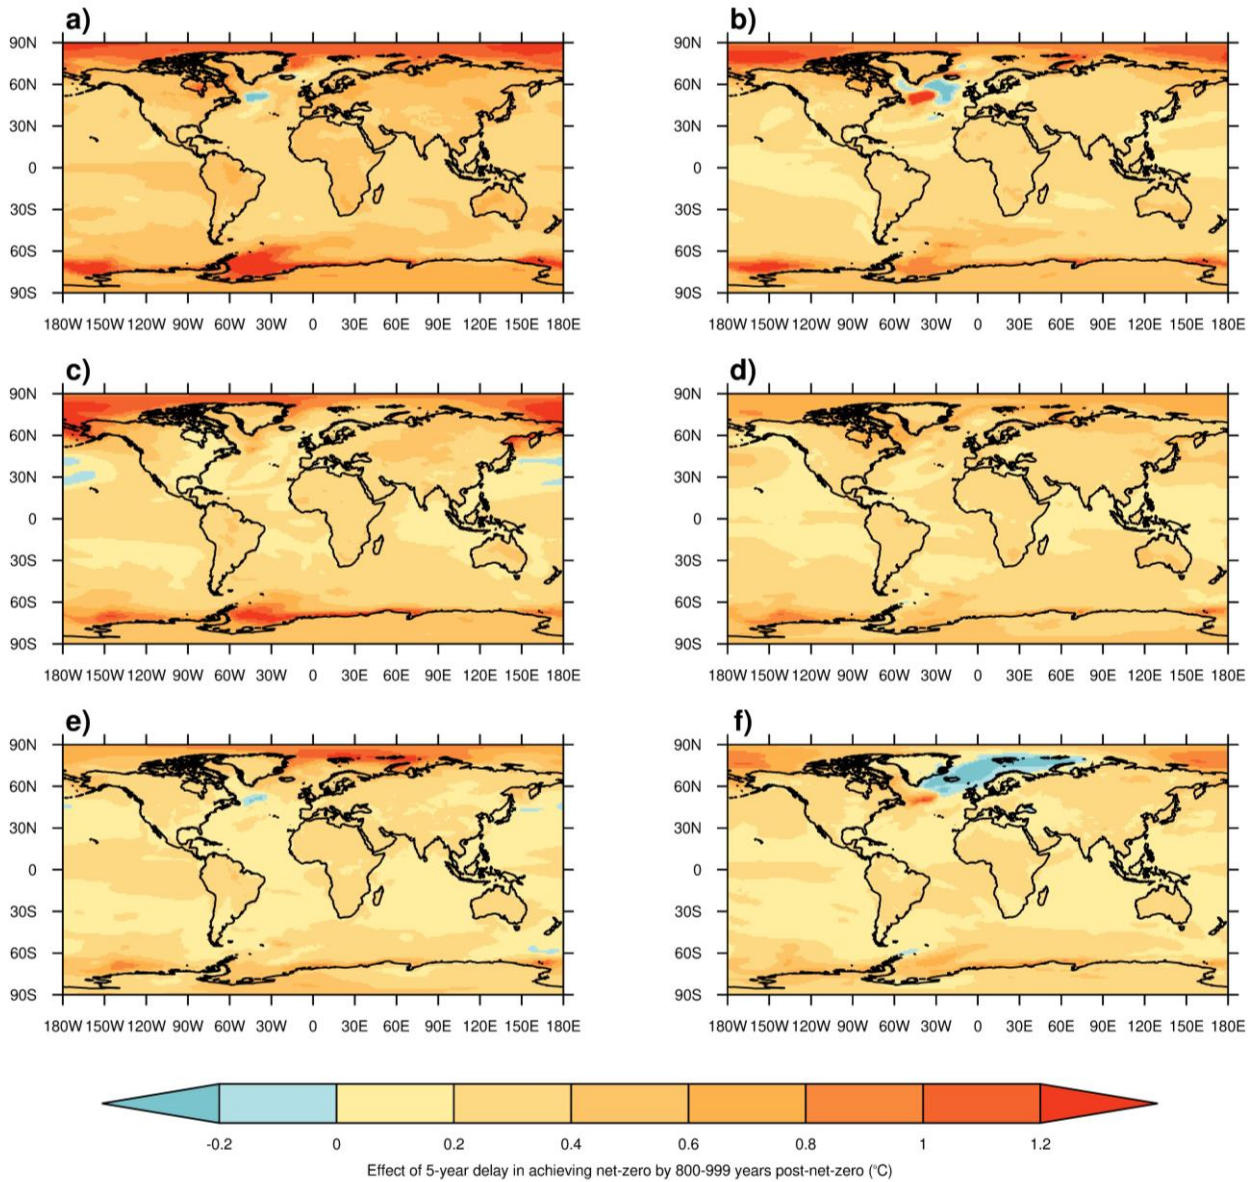 a)
b)
90N
60N
30N
0
30S
60S
90S
180W 150W 120W 90W 60W 30W 0 30E 60E 90E 120E 150E 180E
90N
60N
30N
0
30S
60S
90S
180W 150W 120W 90W 60W 30W 0 30E 60E 90E 120E 150E 180E
c)
d)
90N
60N
30N
0
30S
60S
90S
180W 150W 120W 90W 60W 30W 0 30E 60E 90E 120E 150E 180E
90N
60N
30N
0
30S
60S
90S
180W 150W 120W 90W 60W 30W 0 30E 60E 90E 120E 150E 180E
e)
f)
90N
60N
30N
0
30S
60S
90S
180W 150W 120W 90W 60W 30W 0 30E 60E 90E 120E 150E 180E
90N
60N
30N
0
30S
60S
90S
180W 150W 120W 90W 60W 30W 0 30E 60E 90E 120E 150E 180E
-0.2 0 0.2 0.4 0.6 0.8 1 1.2
Effect of 5-year delay in achieving net-zero by 800-999 years post-net-zero (°C)